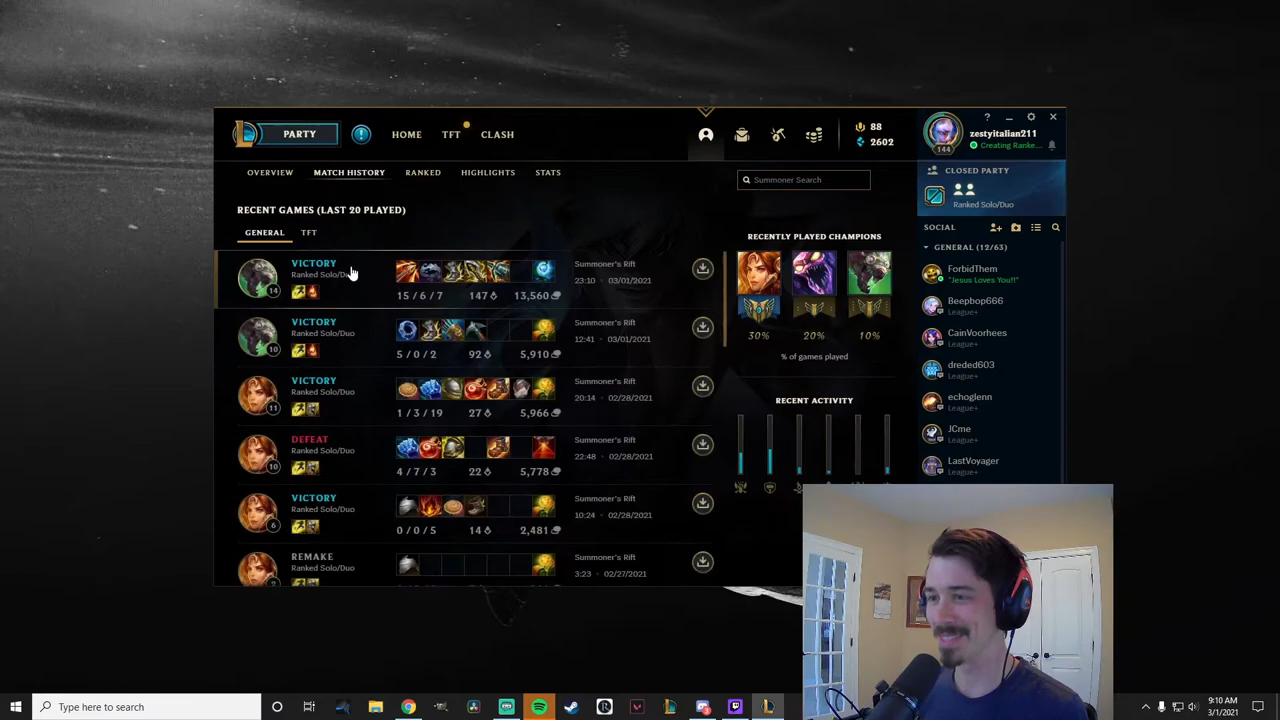 PARTY
HOME
TFT
CLASH
88
2602
zestyitalian211
144
Creating Ranke...
OVERVIEW
MATCH HISTORY
RANKED
HIGHLIGHTS
STATS
Summoner Search
CLOSED PARTY
Ranked Solo/Duo
RECENT GAMES (LAST 20 PLAYED)
GENERAL
TFT
SOCIAL
GENERAL (12/63)
VICTORY
Ranked Solo/Duo
14
15 / 6 / 7
147
13,560
Summoner's Rift
23:10 · 03/01/2021
VICTORY
Ranked Solo/Duo
10
5 / 0 / 2
92
5,910
Summoner's Rift
12:41 · 03/01/2021
VICTORY
Ranked Solo/Duo
11
1 / 3 / 19
27
5,966
Summoner's Rift
20:14 · 02/28/2021
DEFEAT
Ranked Solo/Duo
10
4 / 7 / 3
22
5,778
Summoner's Rift
22:48 · 02/28/2021
VICTORY
Ranked Solo/Duo
6
0 / 0 / 5
14
2,481
Summoner's Rift
10:24 · 02/28/2021
REMAKE
Ranked Solo/Duo
2
Summoner's Rift
3:23 · 02/27/2021
RECENTLY PLAYED CHAMPIONS
30%
20%
10%
% of games played
RECENT ACTIVITY
ForbidThem
"Jesus Loves You!!"
Beepbop666
League+
CainVoorhees
League+
dreded603
League+
echoglenn
League+
JCme
League+
LastVoyager
League+
Type here to search
9:10 AM
3/1/2021